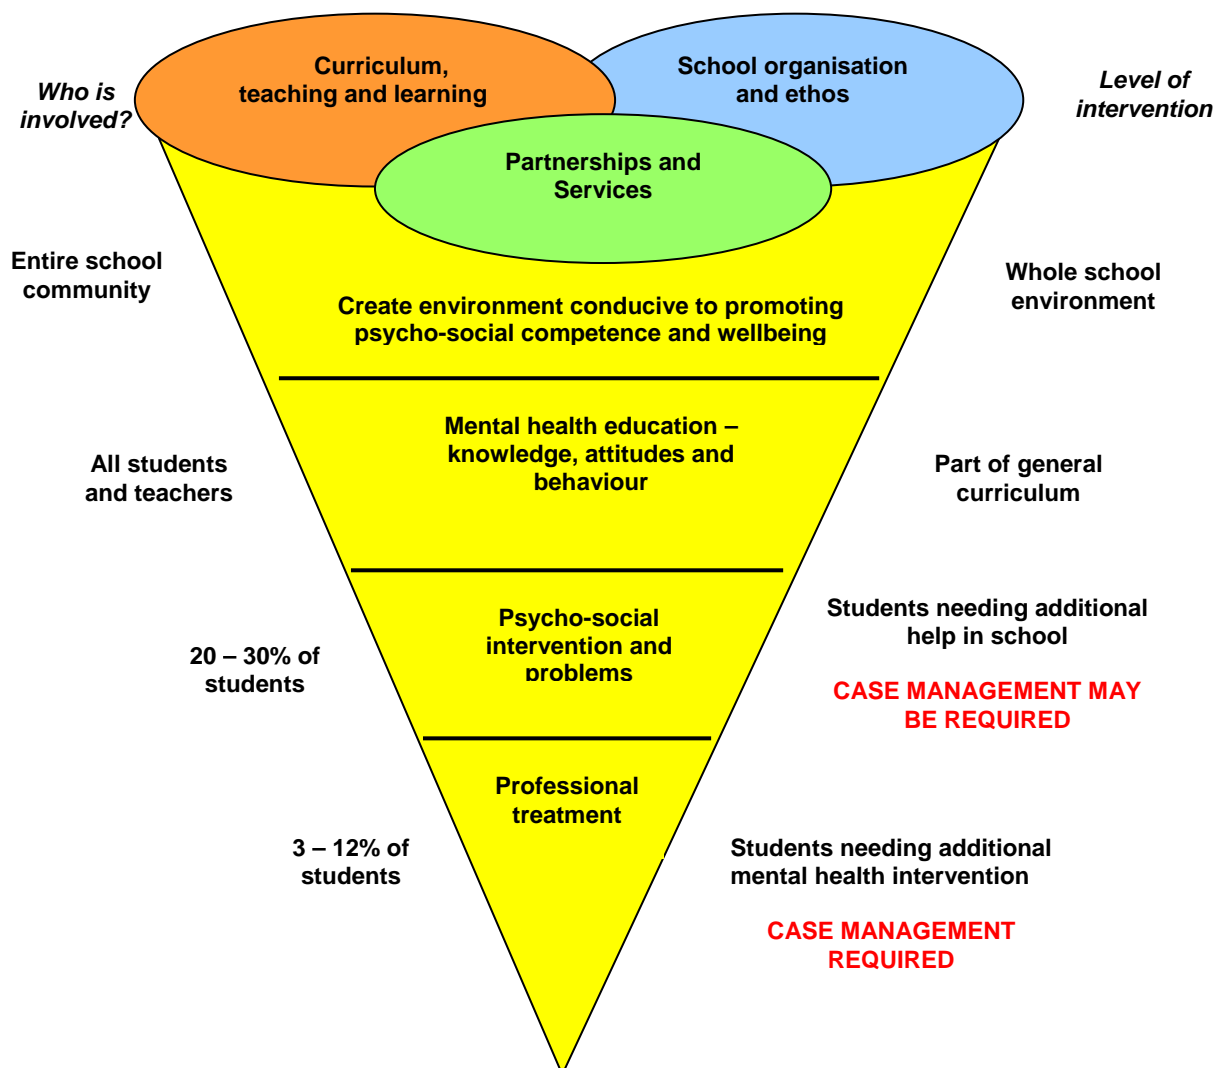 Curriculum,
teaching and learning
School organisation
and ethos
Who is
involved?
Level of
intervention
Partnerships and
Services
Entire school
community
Whole school
environment
Create environment conducive to promoting
psycho-social competence and wellbeing
Mental health education –
knowledge, attitudes and
behaviour
All students
and teachers
Part of general
curriculum
Psycho-social
intervention and
problems
20 – 30% of
students
Students needing additional
help in school
CASE MANAGEMENT MAY
BE REQUIRED
Professional
treatment
3 – 12% of
students
Students needing additional
mental health intervention
CASE MANAGEMENT
REQUIRED